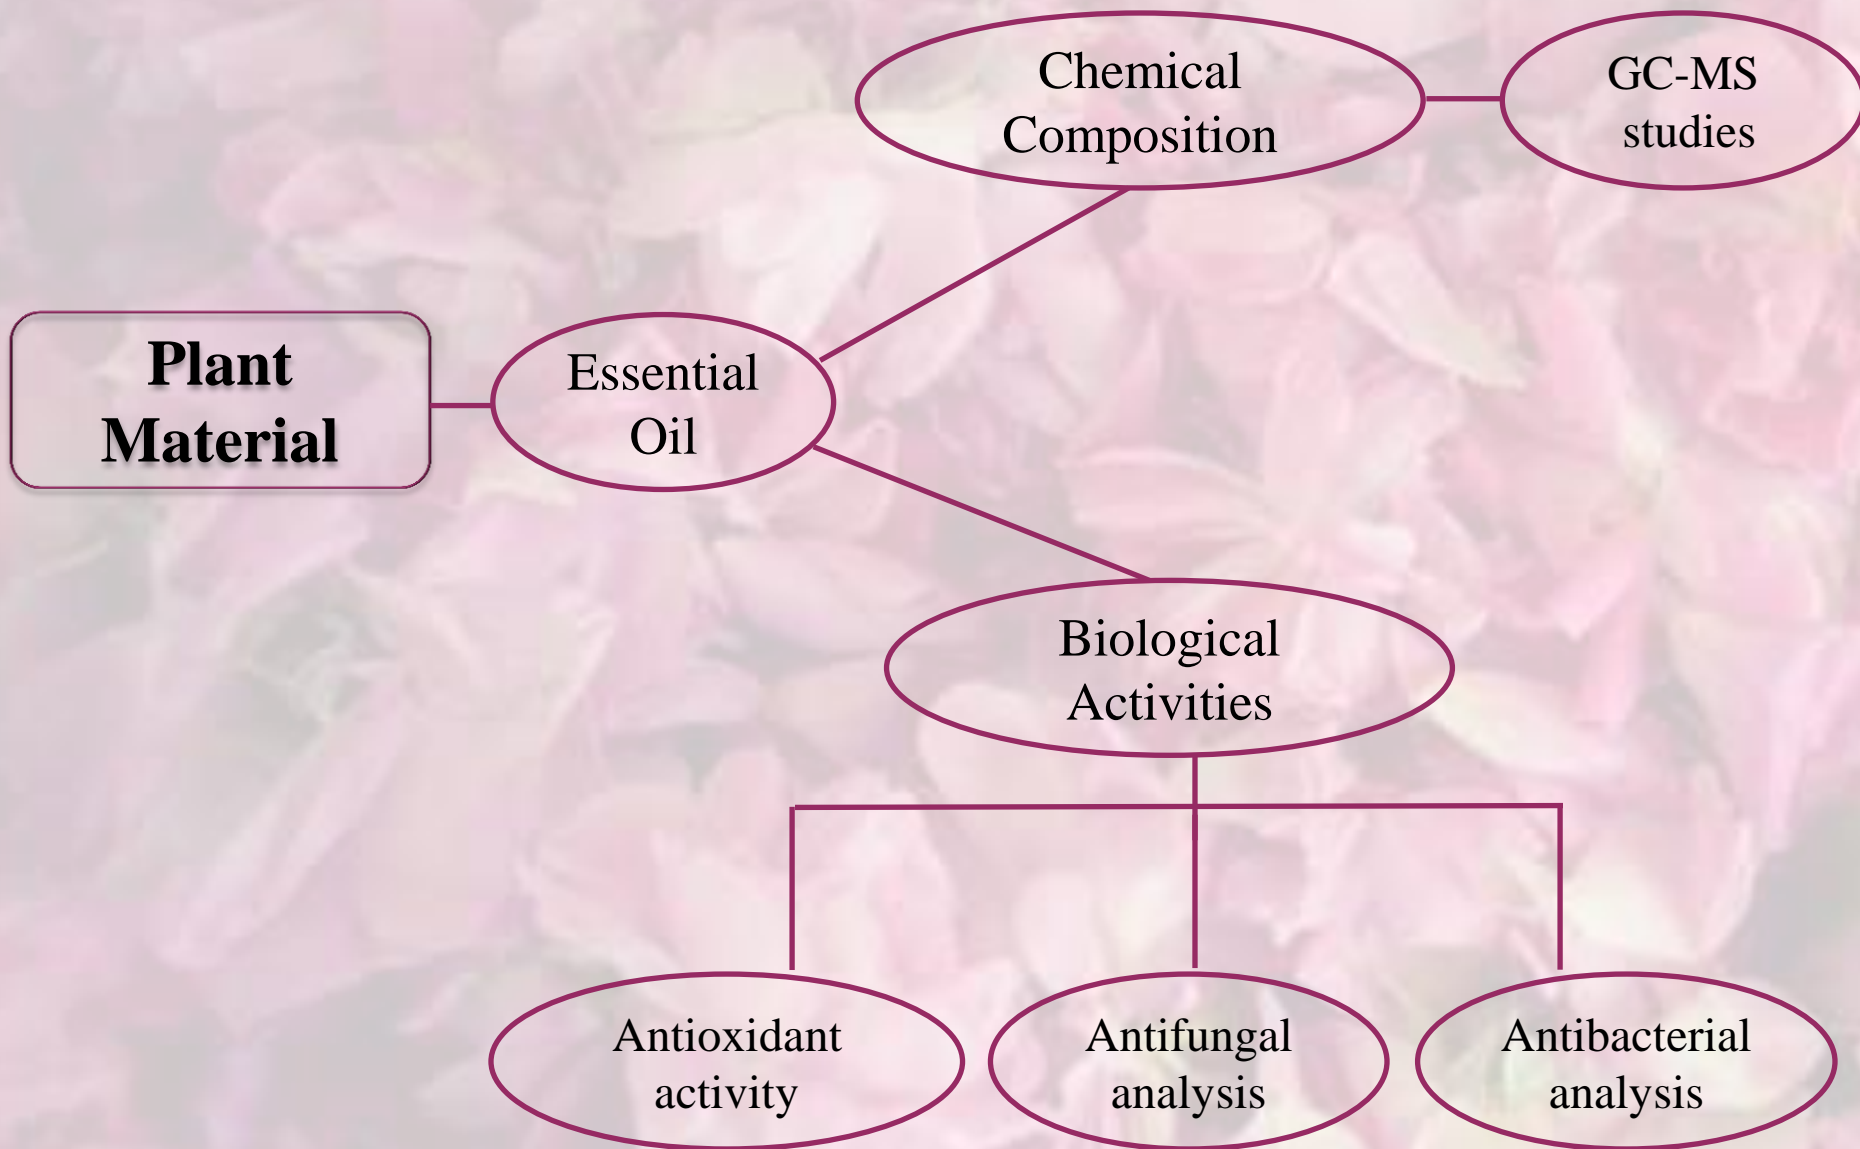 Chemical
Composition
GC-MS
studies
Plant
Material
Essential
Oil
Biological
Activities
Antioxidant
activity
Antifungal
analysis
Antibacterial
analysis